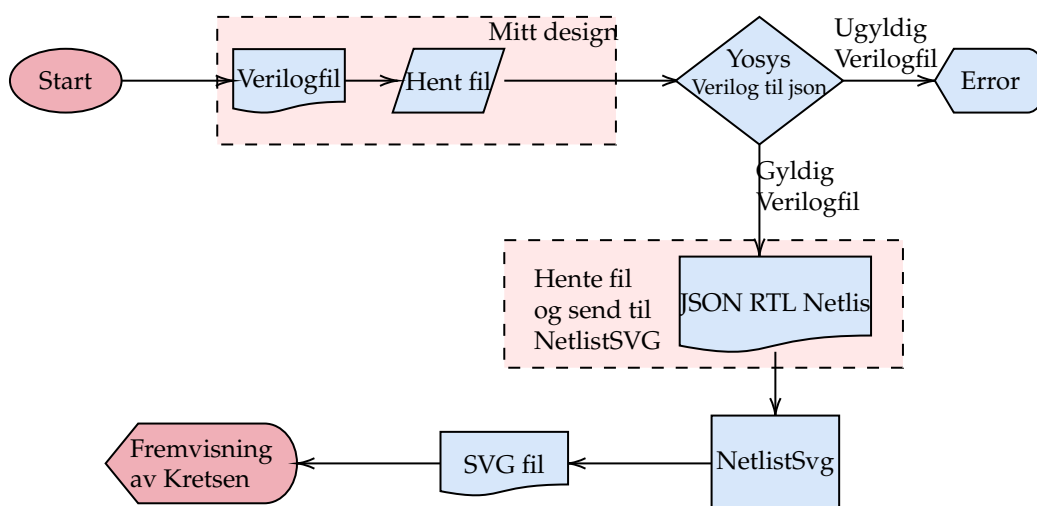 Mitt design
Start
Verilogfil
Hent fil
Yosys
Verilog til json
Ugyldig
Verilogfil
Error
Gyldig
Verilogfil
Hente fil
og send til
NetlistSVG
JSON RTL Netlis
NetlistSvg
SVG fil
Fremvisning
av Kretsen